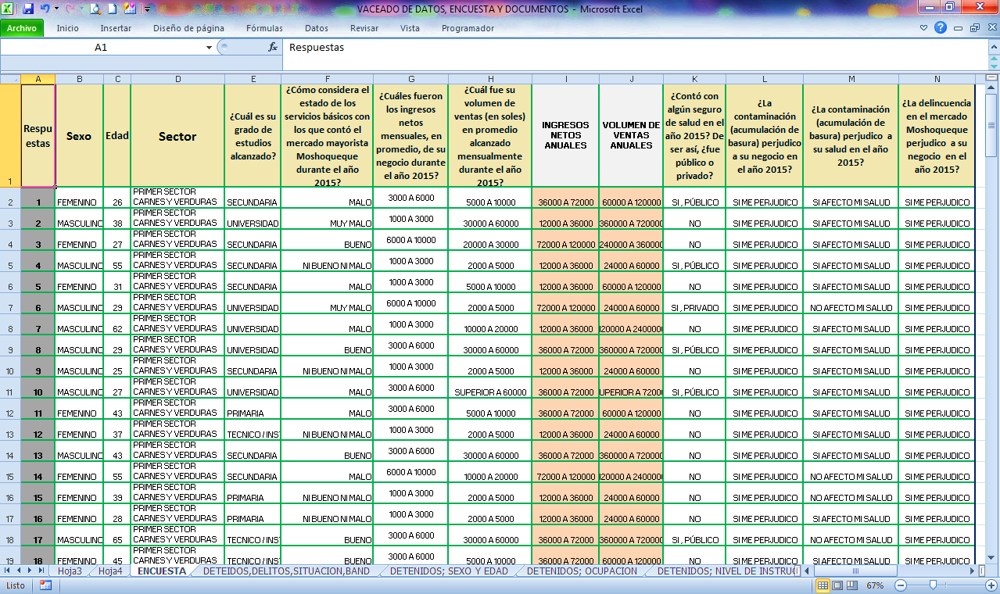 VACEADO DE DATOS, ENCUESTA Y DOCUMENTOS - Microsoft Excel
Archivo Inicio Insertar Diseño de página Fórmulas Datos Revisar Vista Programador
A1 fx Respuestas
A B C D E F G H I J K L M N
1 Respu estas Sexo Edad Sector ¿Cuál es su grado de estudios alcanzado? ¿Cómo considera el estado de los servicios básicos con los que contó el mercado mayorista Moshoqueque durante el año 2015? ¿Cuáles fueron los ingresos netos mensuales, en promedio, de su negocio durante el año 2015? ¿Cuál fue su volumen de ventas (en soles) en promedio alcanzado mensualmente durante el año 2015? INGRESOS NETOS ANUALES VOLUMEN DE VENTAS ANUALES ¿Contó con algún seguro de salud en el año 2015? De ser así, ¿fue público o privado? ¿La contaminación (acumulación de basura) perjudico a su negocio en el año 2015? ¿La contaminación (acumulación de basura) perjudico a su salud en el año 2015? ¿La delincuencia en el mercado Moshoqueque perjudico a su negocio en el año 2015?
2 1 FEMENINO 26 PRIMER SECTOR CARNES Y VERDURAS SECUNDARIA MALO 3000 A 6000 5000 A 10000 36000 A 72000 60000 A 120000 SI , PÚBLICO SI ME PERJUDICO SI AFECTO MI SALUD SI ME PERJUDICO
3 2 MASCULINO 38 PRIMER SECTOR CARNES Y VERDURAS UNIVERSIDAD MUY MALO 1000 A 3000 30000 A 60000 12000 A 36000 360000 A 720000 NO SI ME PERJUDICO SI AFECTO MI SALUD SI ME PERJUDICO
4 3 FEMENINO 27 PRIMER SECTOR CARNES Y VERDURAS SECUNDARIA BUENO 6000 A 10000 20000 A 30000 72000 A 120000 240000 A 360000 NO SI ME PERJUDICO SI AFECTO MI SALUD SI ME PERJUDICO
5 4 MASCULINO 55 PRIMER SECTOR CARNES Y VERDURAS SECUNDARIA NI BUENO NI MALO 1000 A 3000 2000 A 5000 12000 A 36000 24000 A 60000 SI , PÚBLICO SI ME PERJUDICO SI AFECTO MI SALUD SI ME PERJUDICO
6 5 FEMENINO 31 PRIMER SECTOR CARNES Y VERDURAS SECUNDARIA MALO 1000 A 3000 5000 A 10000 12000 A 36000 60000 A 120000 NO SI ME PERJUDICO SI AFECTO MI SALUD SI ME PERJUDICO
7 6 MASCULINO 29 PRIMER SECTOR CARNES Y VERDURAS UNIVERSIDAD MUY MALO 6000 A 10000 2000 A 5000 72000 A 120000 24000 A 60000 SI , PRIVADO SI ME PERJUDICO NO AFECTO MI SALUD SI ME PERJUDICO
8 7 MASCULINO 62 PRIMER SECTOR CARNES Y VERDURAS UNIVERSIDAD MALO 1000 A 3000 10000 A 20000 12000 A 36000 120000 A 240000 NO SI ME PERJUDICO SI AFECTO MI SALUD SI ME PERJUDICO
9 8 MASCULINO 29 PRIMER SECTOR CARNES Y VERDURAS UNIVERSIDAD BUENO 3000 A 6000 30000 A 60000 36000 A 72000 360000 A 720000 SI , PÚBLICO SI ME PERJUDICO SI AFECTO MI SALUD SI ME PERJUDICO
10 9 MASCULINO 25 PRIMER SECTOR CARNES Y VERDURAS SECUNDARIA NI BUENO NI MALO 1000 A 3000 2000 A 5000 12000 A 36000 24000 A 60000 NO SI ME PERJUDICO SI AFECTO MI SALUD SI ME PERJUDICO
11 10 MASCULINO 27 PRIMER SECTOR CARNES Y VERDURAS UNIVERSIDAD MALO 3000 A 6000 SUPERIOR A 60000 36000 A 72000 UPERIOR A 72000 SI , PÚBLICO SI ME PERJUDICO SI AFECTO MI SALUD SI ME PERJUDICO
12 11 FEMENINO 43 PRIMER SECTOR CARNES Y VERDURAS PRIMARIA MALO 3000 A 6000 5000 A 10000 36000 A 72000 60000 A 120000 NO SI ME PERJUDICO SI AFECTO MI SALUD SI ME PERJUDICO
13 12 FEMENINO 37 PRIMER SECTOR CARNES Y VERDURAS TECNICO / INS NI BUENO NI MALO 1000 A 3000 2000 A 5000 12000 A 36000 24000 A 60000 NO SI ME PERJUDICO SI AFECTO MI SALUD SI ME PERJUDICO
14 13 MASCULINO 43 PRIMER SECTOR CARNES Y VERDURAS SECUNDARIA BUENO 3000 A 6000 30000 A 60000 36000 A 72000 360000 A 720000 NO SI ME PERJUDICO SI AFECTO MI SALUD SI ME PERJUDICO
15 14 FEMENINO 55 PRIMER SECTOR CARNES Y VERDURAS SECUNDARIA MALO 6000 A 10000 10000 A 20000 72000 A 120000 120000 A 240000 NO SI ME PERJUDICO NO AFECTO MI SALUD SI ME PERJUDICO
16 15 FEMENINO 39 PRIMER SECTOR CARNES Y VERDURAS PRIMARIA NI BUENO NI MALO 1000 A 3000 2000 A 5000 12000 A 36000 24000 A 60000 NO SI ME PERJUDICO NO AFECTO MI SALUD SI ME PERJUDICO
17 16 FEMENINO 28 PRIMER SECTOR CARNES Y VERDURAS PRIMARIA NI BUENO NI MALO 1000 A 3000 2000 A 5000 12000 A 36000 24000 A 60000 NO SI ME PERJUDICO SI AFECTO MI SALUD SI ME PERJUDICO
18 17 MASCULINO 65 PRIMER SECTOR CARNES Y VERDURAS TECNICO / INS BUENO 3000 A 6000 30000 A 60000 36000 A 72000 360000 A 720000 SI , PÚBLICO SI ME PERJUDICO NO AFECTO MI SALUD SI ME PERJUDICO
19 18 FEMENINO 45 PRIMER SECTOR CARNES Y VERDURAS TECNICO / INS BUENO 3000 A 6000 5000 A 10000 36000 A 72000 60000 A 120000 NO SI ME PERJUDICO SI AFECTO MI SALUD SI ME PERJUDICO
Hoja3 Hoja4 ENCUESTA DETEIDOS,DELITOS,SITUACION,BAND DETENIDOS; SEXO Y EDAD DETENIDOS; OCUPACION DETENIDOS; NIVEL DE INSTRUC
Listo 67%